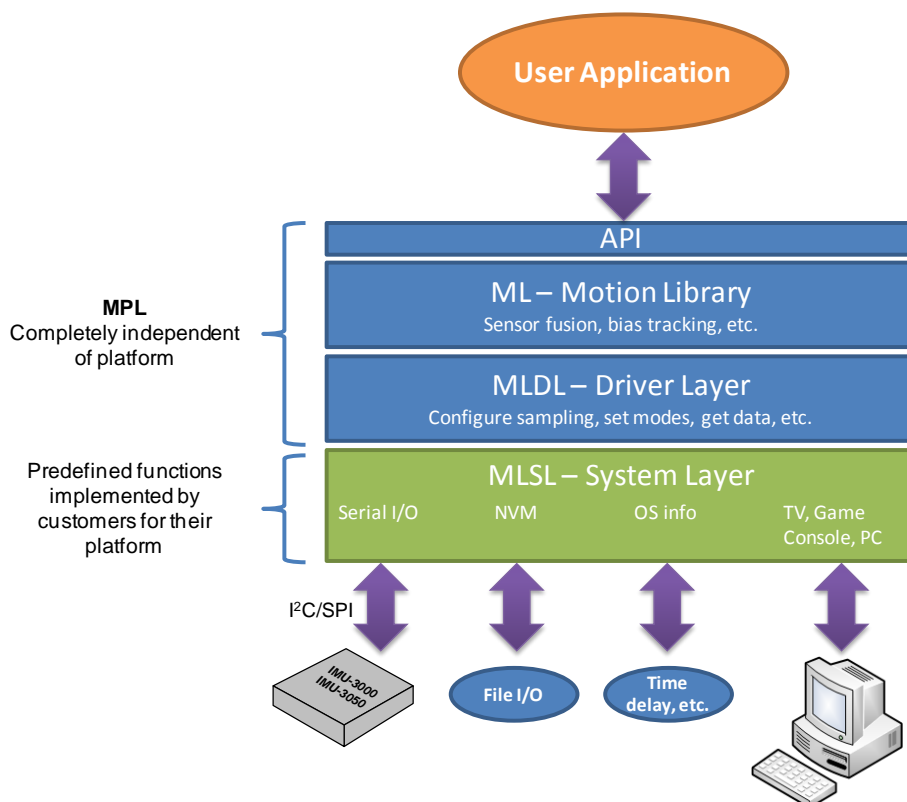 User Application
API
ML – Motion Library
Sensor fusion, bias tracking, etc.
MPL
Completely independent
of platform
MLDL – Driver Layer
Configure sampling, set modes, get data, etc.
Predefined functions
implemented by
customers for their
platform
MLSL – System Layer
Serial I/O
NVM
OS info
TV, Game
Console, PC
I²C/SPI
IMU-3000
IMU-3050
File I/O
Time
delay, etc.